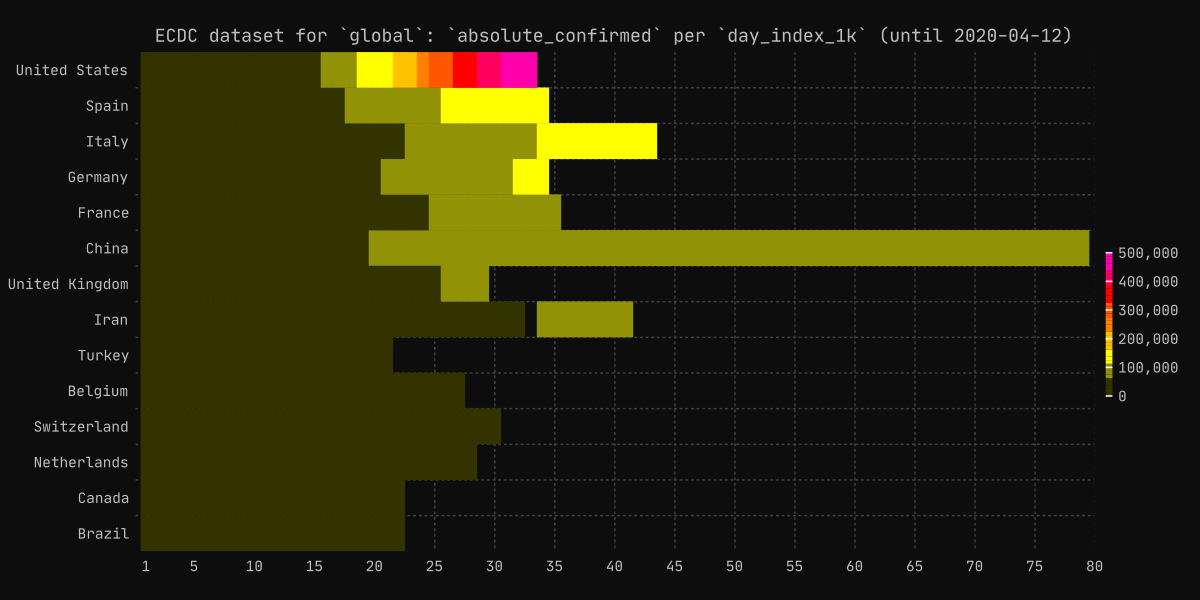 ECDC dataset for `global`: `absolute_confirmed` per `day_index_1k` (until 2020-04-12)
United States
Spain
Italy
Germany
France
China
United Kingdom
Iran
Turkey
Belgium
Switzerland
Netherlands
Canada
Brazil
500,000
400,000
300,000
200,000
100,000
0
1 5 10 15 20 25 30 35 40 45 50 55 60 65 70 75 80